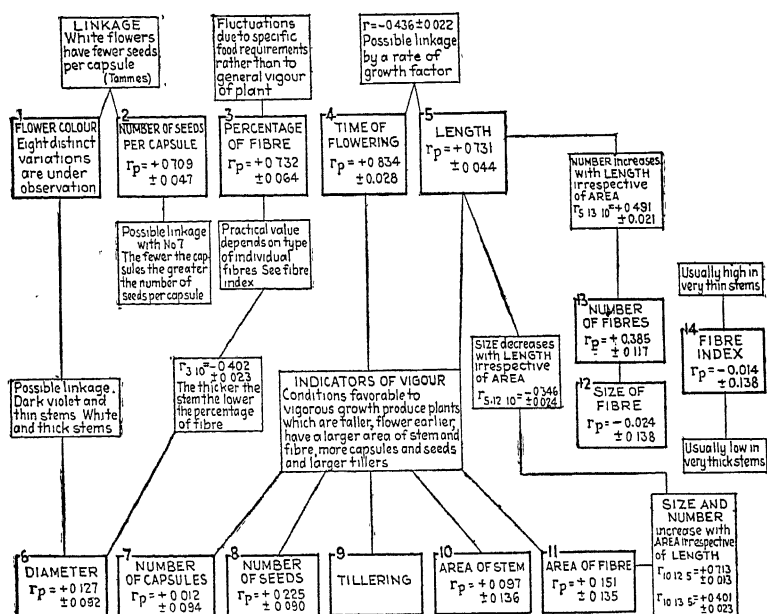 LINKAGE
White flowers
have fewer seeds
per capsule
(Tammes)
Fluctuations
due to specific
food requirements
rather than to
general vigour
of plant
r=-0.436±0.022
Possible linkage
by a rate of
growth factor
1
FLOWER COLOUR
Eight distinct
variations
are under
observation
2
NUMBER OF SEEDS
PER CAPSULE
rp=+0.709
±0.047
3
PERCENTAGE
OF FIBRE
rp=+0.732
±0.064
4
TIME OF
FLOWERING
rp=+0.834
±0.028
5
LENGTH
rp=+0.731
±0.044
NUMBER increases
with LENGTH
irrespective
of AREA
r5 13 10=+0.491
±0.021
Possible linkage
with No 7
The fewer the cap-
sules the greater
the number of
seeds per capsule
Practical value
depends on type
of individual
fibres See fibre
index
Usually high in
very thin stems
13
NUMBER
OF FIBRES
rp=+0.385
±0.117
14
FIBRE
INDEX
rp=-0.014
±0.138
SIZE decreases
with LENGTH
irrespective
of AREA
r5.12 10=-0.346
±0.024
12
SIZE OF
FIBRE
rp=-0.024
±0.138
Possible linkage.
Dark violet and
thin stems White
and thick stems
r3 10=-0.402
±0.023
The thicker the
stem the lower
the percentage
of fibre
INDICATORS OF VIGOUR
Conditions favorable to
vigorous growth produce plants
which are taller, flower earlier,
have a larger area of stem and
fibre, more capsules and seeds
and larger tillers
Usually low in
very thick stems
SIZE AND
NUMBER
increase with
AREA irrespective
of LENGTH
r10 12 5=+0.713
±0.013
r10 13 5=+0.401
±0.023
6
DIAMETER
rp=+0.127
±0.092
7
NUMBER
OF CAPSULES
rp=+0.012
±0.094
8
NUMBER
OF SEEDS
rp=+0.225
±0.090
9
TILLERING
10
AREA OF STEM
rp=+0.097
±0.136
11
AREA OF FIBRE
rp=+0.151
±0.135